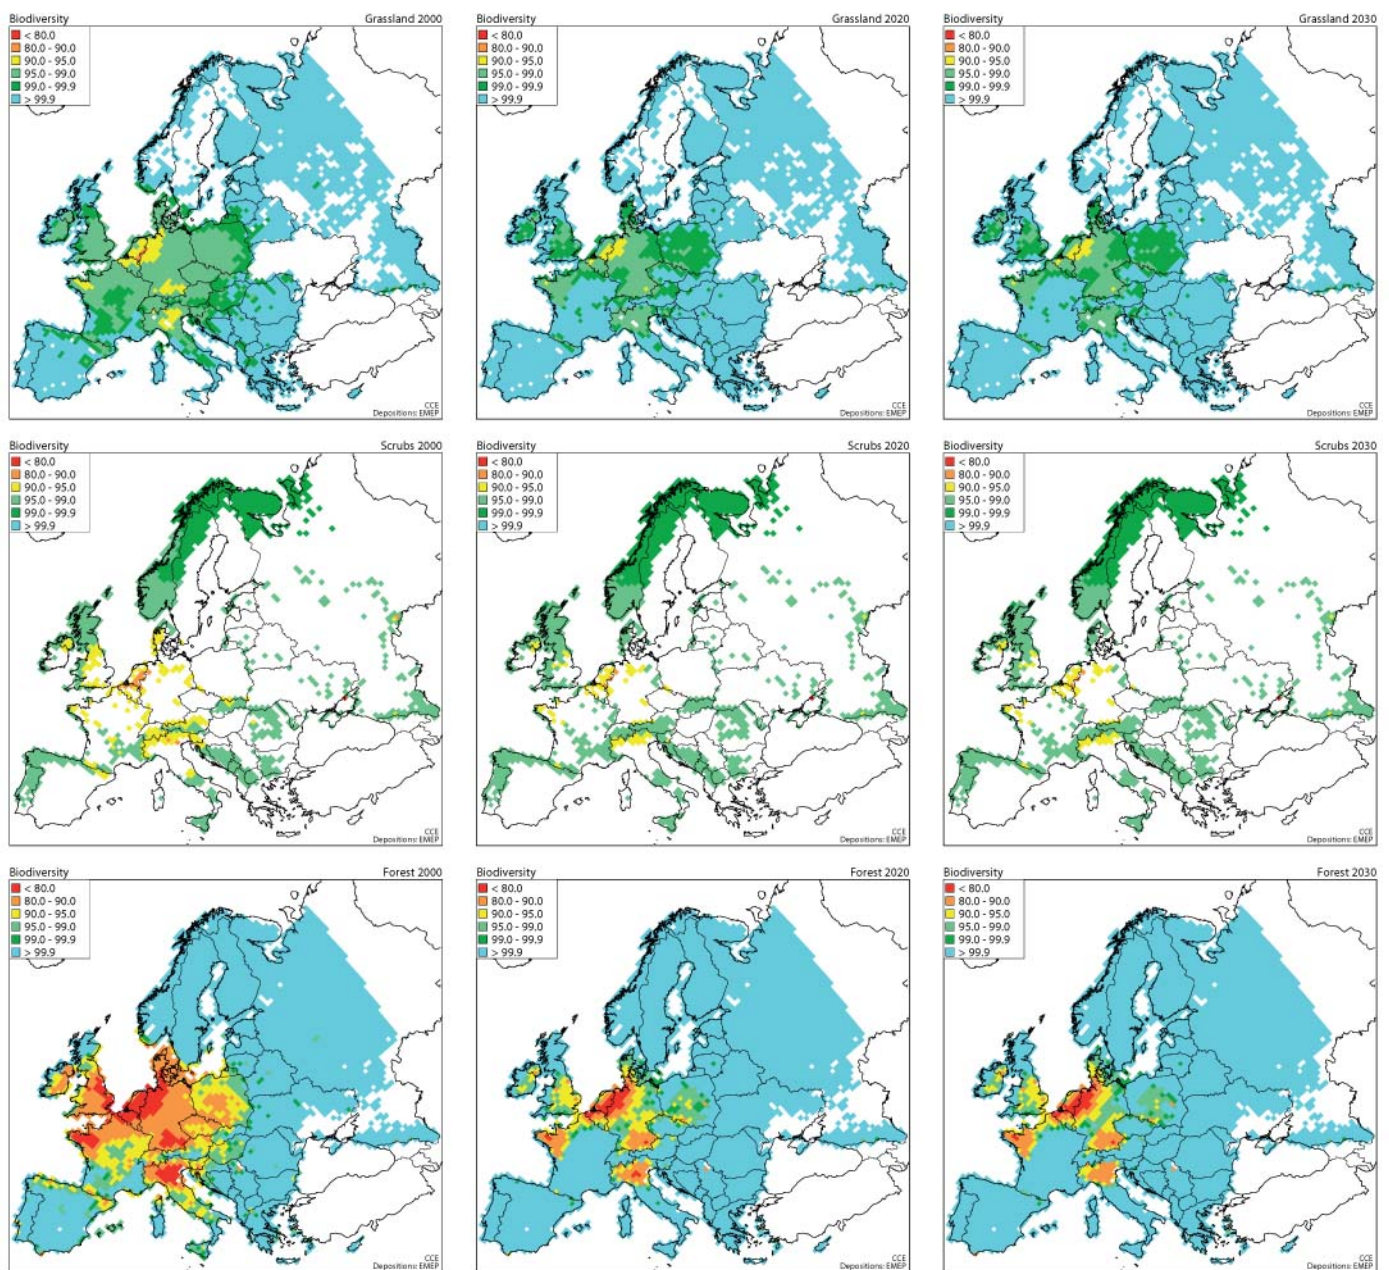 Biodiversity Grassland 2000
< 80.0
80.0 - 90.0
90.0 - 95.0
95.0 - 99.0
99.0 - 99.9
> 99.9
CCE
Depositions: EMEP
Biodiversity Grassland 2020
< 80.0
80.0 - 90.0
90.0 - 95.0
95.0 - 99.0
99.0 - 99.9
> 99.9
CCE
Depositions: EMEP
Biodiversity Grassland 2030
< 80.0
80.0 - 90.0
90.0 - 95.0
95.0 - 99.0
99.0 - 99.9
> 99.9
CCE
Depositions: EMEP
Biodiversity Scrubs 2000
< 80.0
80.0 - 90.0
90.0 - 95.0
95.0 - 99.0
99.0 - 99.9
> 99.9
CCE
Depositions: EMEP
Biodiversity Scrubs 2020
< 80.0
80.0 - 90.0
90.0 - 95.0
95.0 - 99.0
99.0 - 99.9
> 99.9
CCE
Depositions: EMEP
Biodiversity Scrubs 2030
< 80.0
80.0 - 90.0
90.0 - 95.0
95.0 - 99.0
99.0 - 99.9
> 99.9
CCE
Depositions: EMEP
Biodiversity Forest 2000
< 80.0
80.0 - 90.0
90.0 - 95.0
95.0 - 99.0
99.0 - 99.9
> 99.9
CCE
Depositions: EMEP
Biodiversity Forest 2020
< 80.0
80.0 - 90.0
90.0 - 95.0
95.0 - 99.0
99.0 - 99.9
> 99.9
CCE
Depositions: EMEP
Biodiversity Forest 2030
< 80.0
80.0 - 90.0
90.0 - 95.0
95.0 - 99.0
99.0 - 99.9
> 99.9
CCE
Depositions: EMEP